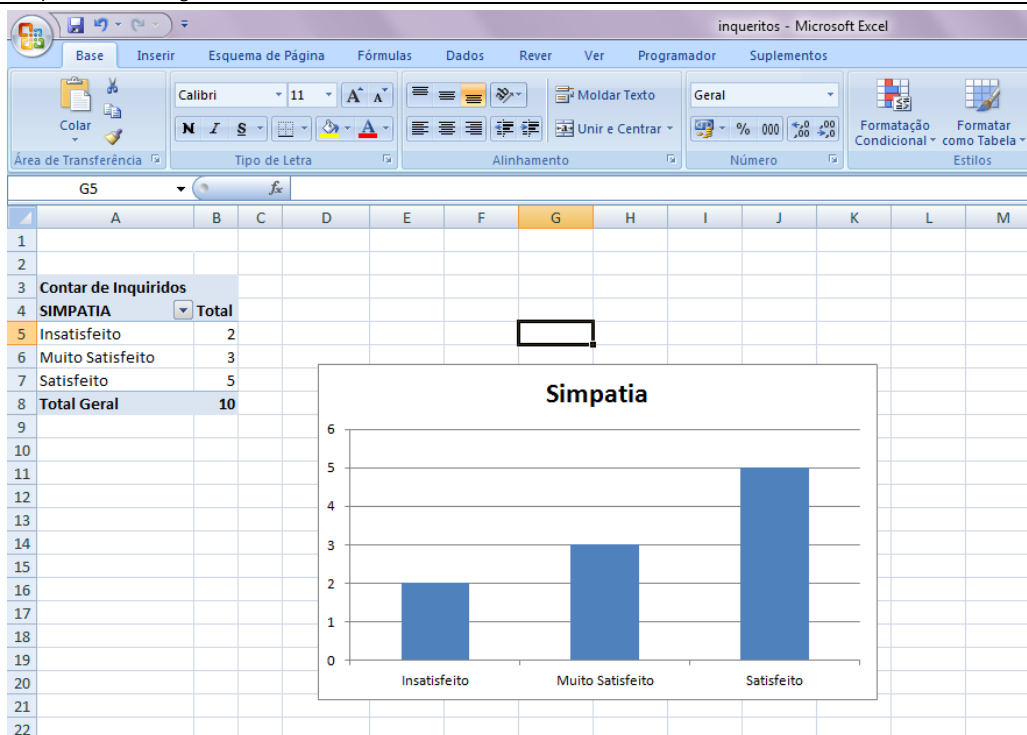 inqueritos - Microsoft Excel
Base Inserir Esquema de Página Fórmulas Dados Rever Ver Programador Suplementos
Calibri 11 A A Moldar Texto Geral
Colar N I S A Unir e Centrar % 000 Formatação Condicional Formatar como Tabela
Área de Transferência Tipo de Letra Alinhamento Número Estilos
G5 fx
A B C D E F G H I J K L M
1
2
3 Contar de Inquiridos
4 SIMPATIA Total
5 Insatisfeito 2
6 Muito Satisfeito 3
7 Satisfeito 5
8 Total Geral 10
9
10
11
12
13
14
15
16
17
18
19
20
21
22
Simpatia
6
5
4
3
2
1
0
Insatisfeito Muito Satisfeito Satisfeito